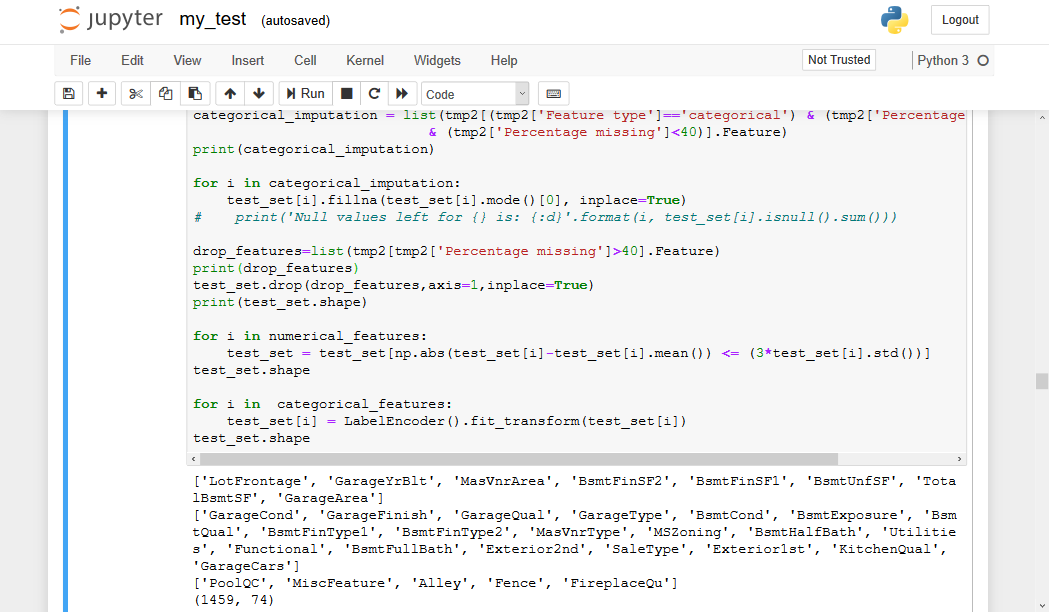 jupyter my_test (autosaved) Logout
File Edit View Insert Cell Kernel Widgets Help Not Trusted Python 3
Run Code
categorical_imputation = list(tmp2[(tmp2['Feature type']=='categorical') & (tmp2['Percentage
& (tmp2['Percentage missing']<40)].Feature)
print(categorical_imputation)
for i in categorical_imputation:
    test_set[i].fillna(test_set[i].mode()[0], inplace=True)
#    print('Null values left for {} is: {:d}'.format(i, test_set[i].isnull().sum()))
drop_features=list(tmp2[tmp2['Percentage missing']>40].Feature)
print(drop_features)
test_set.drop(drop_features,axis=1,inplace=True)
print(test_set.shape)
for i in numerical_features:
    test_set = test_set[np.abs(test_set[i]-test_set[i].mean()) <= (3*test_set[i].std())]
test_set.shape
for i in  categorical_features:
    test_set[i] = LabelEncoder().fit_transform(test_set[i])
test_set.shape
['LotFrontage', 'GarageYrBlt', 'MasVnrArea', 'BsmtFinSF2', 'BsmtFinSF1', 'BsmtUnfSF', 'Tota
lBsmtSF', 'GarageArea']
['GarageCond', 'GarageFinish', 'GarageQual', 'GarageType', 'BsmtCond', 'BsmtExposure', 'Bsm
tQual', 'BsmtFinType1', 'BsmtFinType2', 'MasVnrType', 'MSZoning', 'BsmtHalfBath', 'Utilitie
s', 'Functional', 'BsmtFullBath', 'Exterior2nd', 'SaleType', 'Exterior1st', 'KitchenQual',
'GarageCars']
['PoolQC', 'MiscFeature', 'Alley', 'Fence', 'FireplaceQu']
(1459, 74)